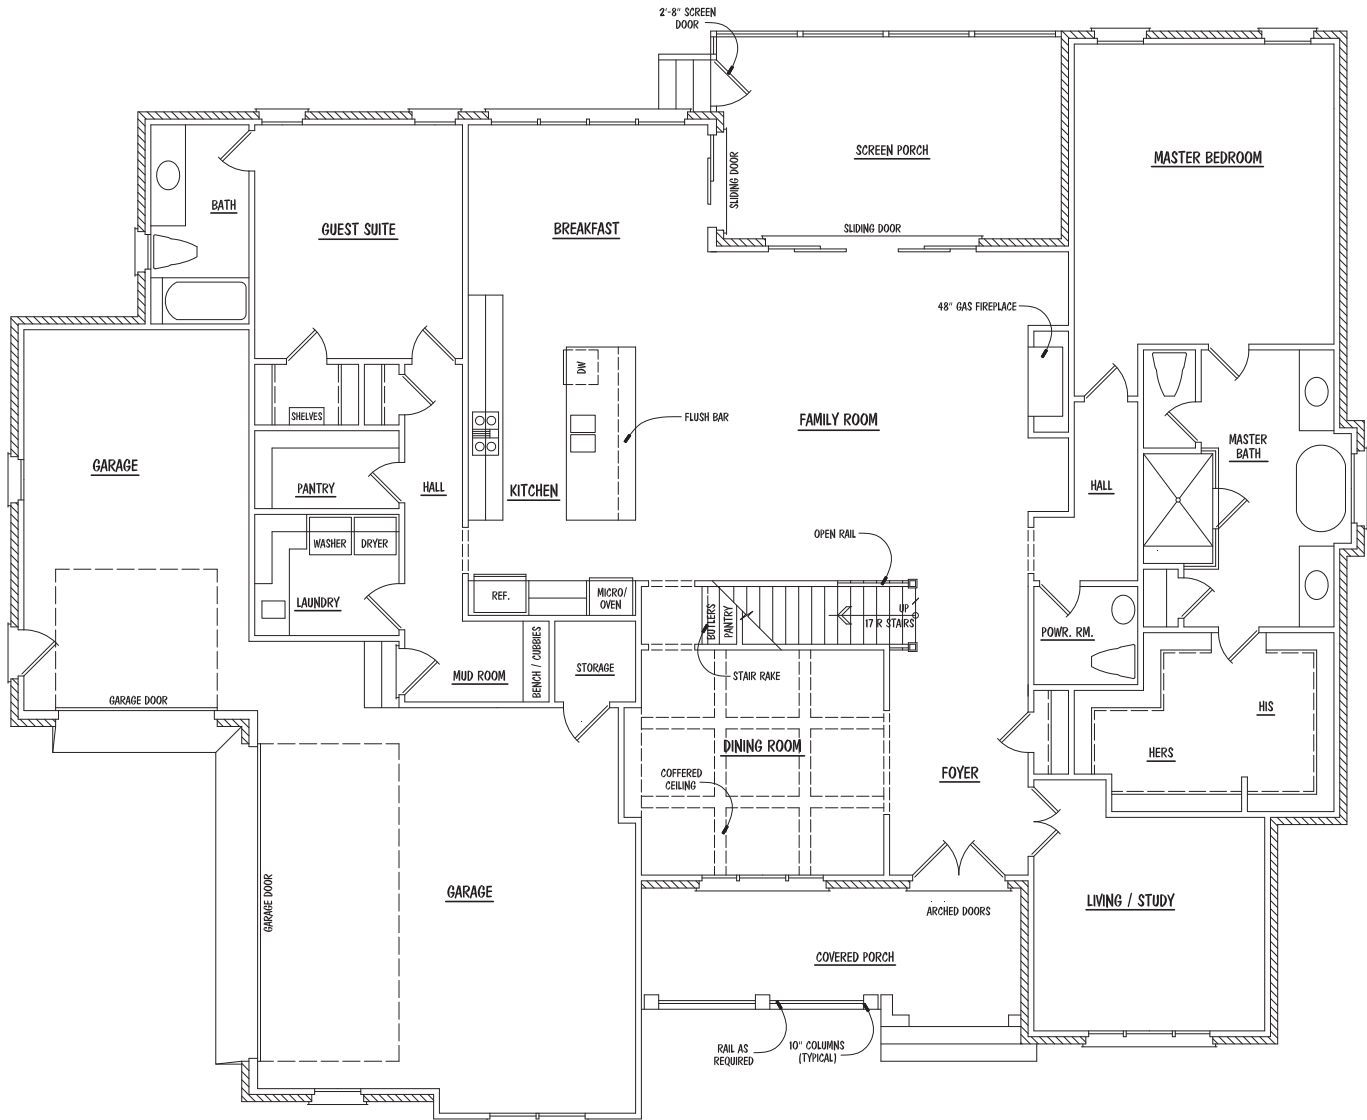 2'-8" SCREEN
DOOR
SCREEN PORCH
MASTER BEDROOM
SLIDING DOOR
BATH
GUEST SUITE
BREAKFAST
SLIDING DOOR
48" GAS FIREPLACE
DW
SHELVES
FLUSH BAR
FAMILY ROOM
MASTER
BATH
GARAGE
PANTRY
HALL
KITCHEN
HALL
WASHER
DRYER
OPEN RAIL
LAUNDRY
REF.
MICRO/
OVEN
BUTLERS
PANTRY
UP
17 R STAIRS
POWR. RM.
MUD ROOM
BENCH / CUBBIES
STORAGE
STAIR RAKE
GARAGE DOOR
HIS
HERS
DINING ROOM
COFFERED
CEILING
FOYER
GARAGE DOOR
GARAGE
ARCHED DOORS
LIVING / STUDY
COVERED PORCH
RAIL AS
REQUIRED
10" COLUMNS
(TYPICAL)